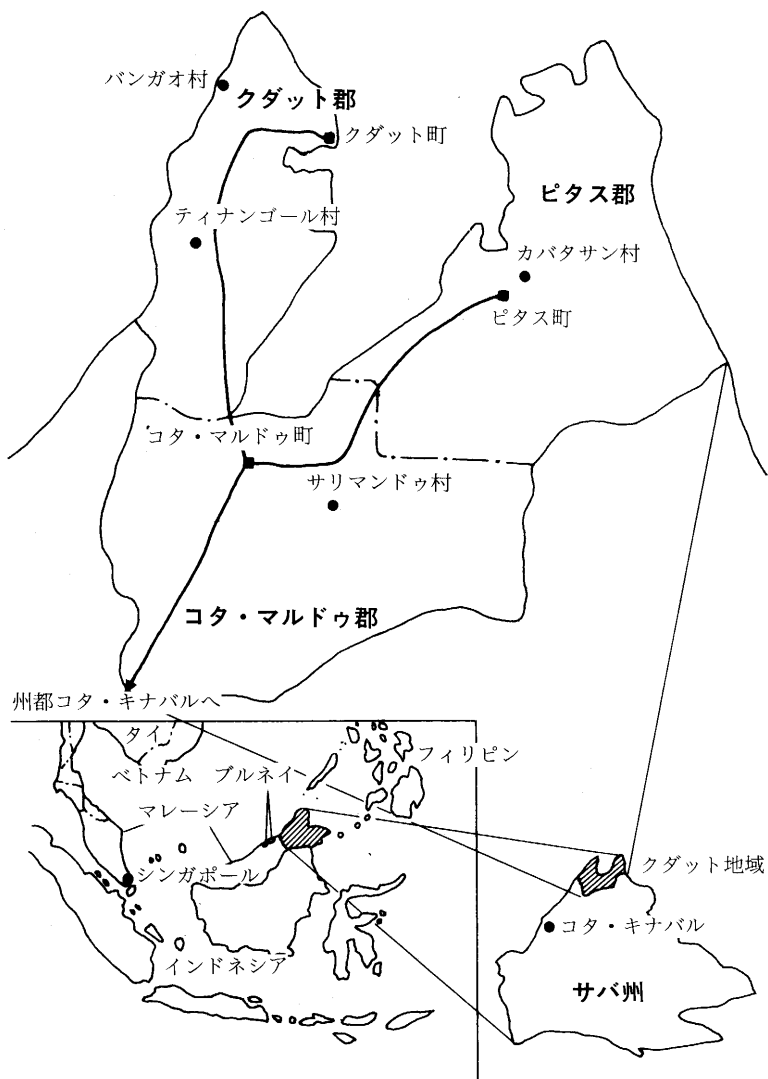 バンガオ村
クダット郡
クダット町
ピタス郡
ティナンゴール村
カバタサン村
ピタス町
コタ・マルドゥ町
サリマンドゥ村
コタ・マルドゥ郡
州都コタ・キナバルへ
タイ
フィリピン
ベトナム ブルネイ
マレーシア
シンガポール
クダット地域
コタ・キナバル
インドネシア
サバ州